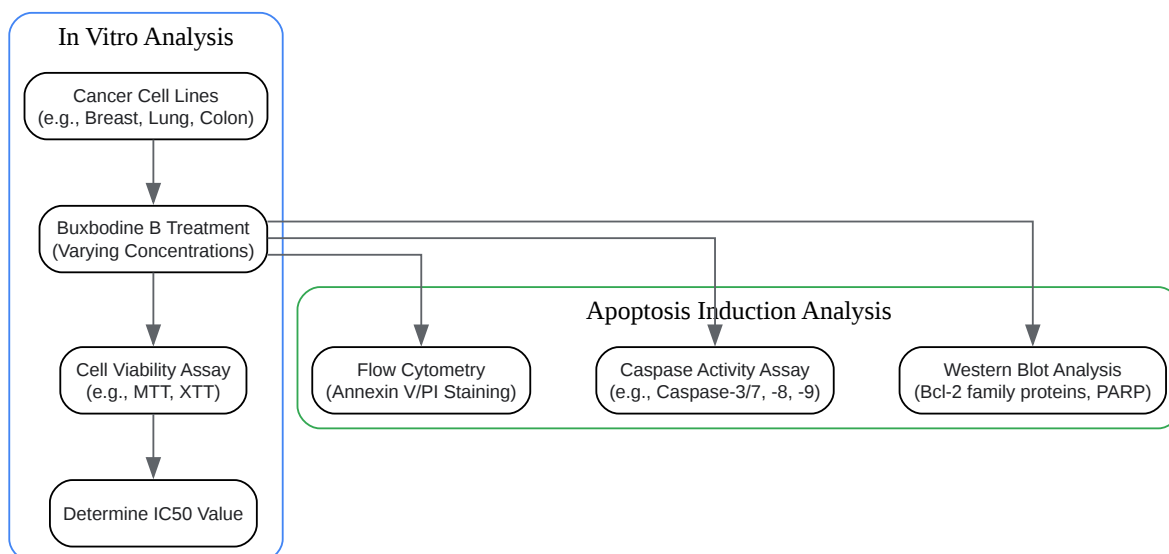 In Vitro Analysis
Cancer Cell Lines
(e.g., Breast, Lung, Colon)
Buxbodine B Treatment
(Varying Concentrations)
Cell Viability Assay
(e.g., MTT, XTT)
Determine IC50 Value
Apoptosis Induction Analysis
Flow Cytometry
(Annexin V/PI Staining)
Caspase Activity Assay
(e.g., Caspase-3/7, -8, -9)
Western Blot Analysis
(Bcl-2 family proteins, PARP)